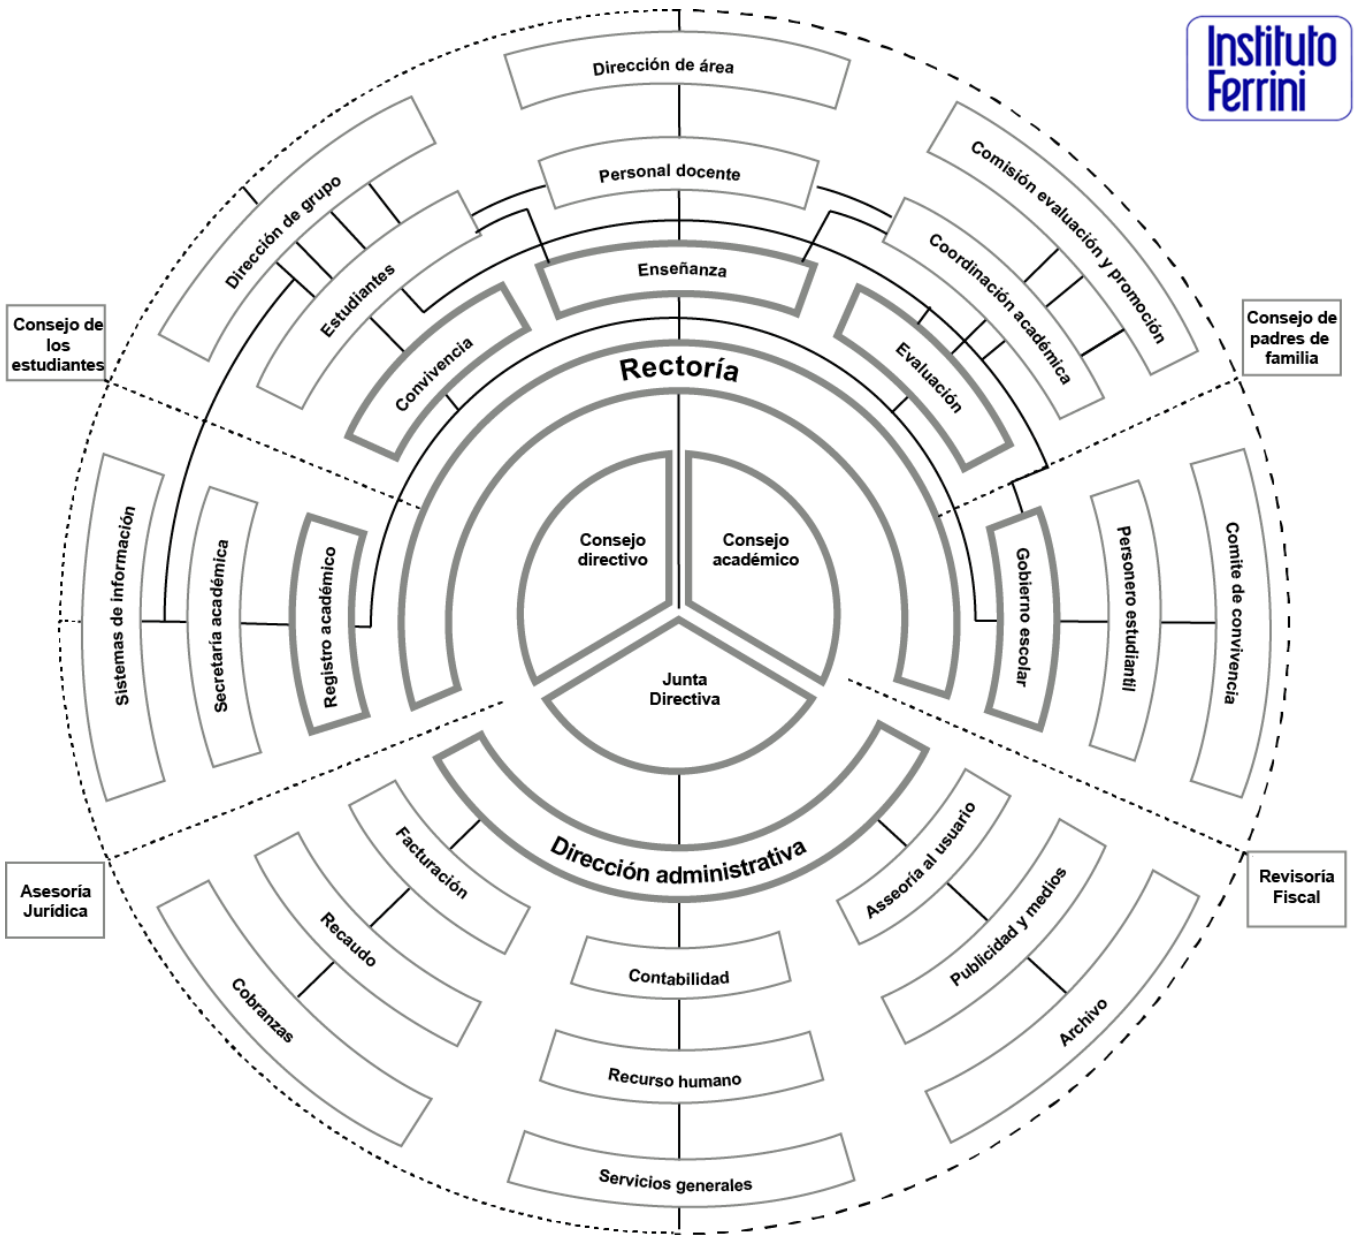 Instituto
Ferrini
Dirección de área
Personal docente
Enseñanza
Rectoría
Dirección de grupo
Estudiantes
Convivencia
Comisión evaluación y promoción
Coordinación académica
Evaluación
Consejo de
los
estudiantes
Consejo de
padres de
familia
Sistemas de información
Secretaría académica
Registro académico
Consejo
directivo
Consejo
académico
Junta
Directiva
Gobierno escolar
Personero estudiantil
Comite de convivencia
Dirección administrativa
Facturación
Recaudo
Cobranzas
Contabilidad
Recurso humano
Servicios generales
Asseoría al usuario
Publicidad y medios
Archivo
Asesoría
Jurídica
Revisoría
Fiscal